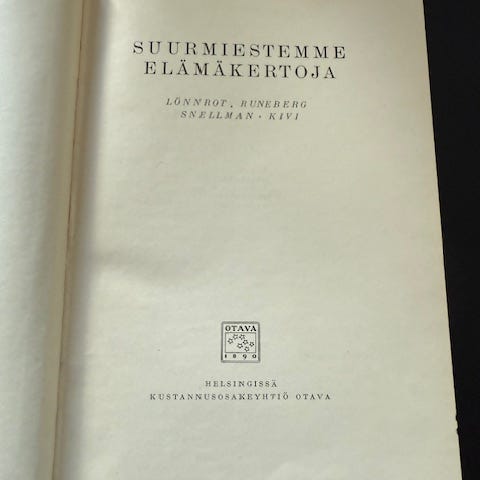 SUURMIESTEMME
ELÄMÄKERTOJA
LÖNNROT, RUNEBERG
SNELLMAN · KIVI
OTAVA
1890
HELSINGISSÄ
KUSTANNUSOSAKEYHTIÖ OTAVA